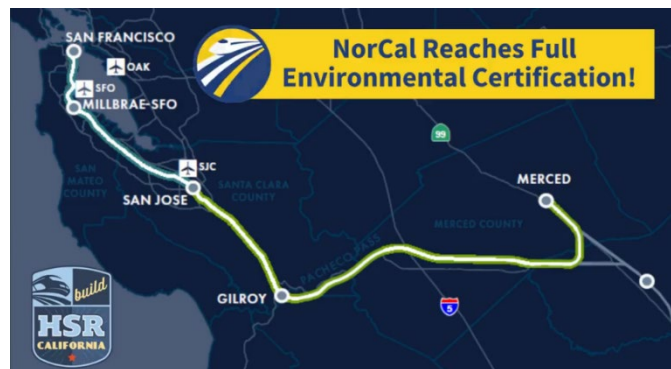 NorCal Reaches Full
Environmental Certification!
SAN FRANCISCO
OAK
SFO
MILLBRAE-SFO
99
SJC
SAN
MATEO
COUNTY
SANTA CLARA
COUNTY
SAN JOSE
MERCED
MERCED COUNTY
PACHECO PASS
GILROY
5
build
HSR
CALIFORNIA